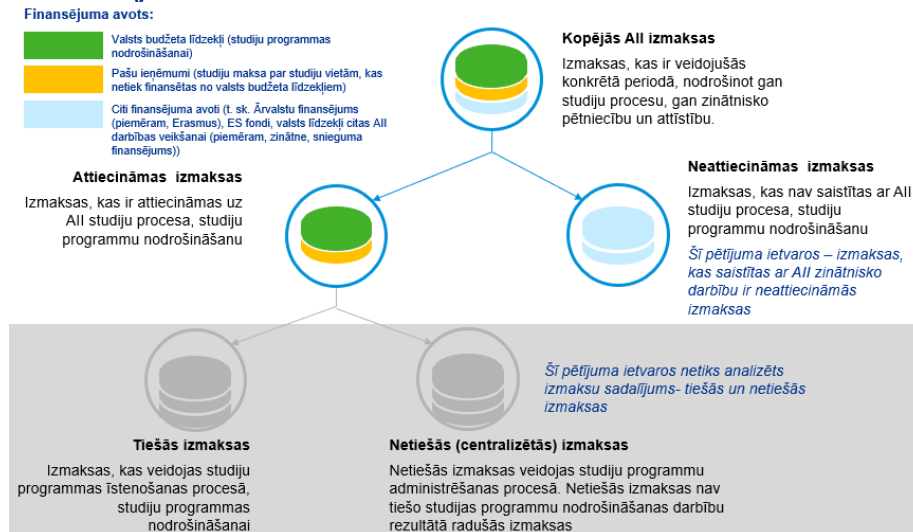 Finansējuma avots:
Valsts budžeta līdzekļi (studiju programmas
nodrošināšanai)
Pašu ieņēmumi (studiju maksa par studiju vietām, kas
netiek finansētas no valsts budžeta līdzekļiem)
Citi finansējuma avoti (t. sk. Ārvalstu finansējums
(piemēram, Erasmus), ES fondi, valsts līdzekļi citas AII
darbības veikšanai (piemēram, zinātne, snieguma
finansējums))
Kopējās AII izmaksas
Izmaksas, kas ir veidojušās
konkrētā periodā, nodrošinot gan
studiju procesu, gan zinātnisko
pētniecību un attīstību.
Attiecināmas izmaksas
Izmaksas, kas ir attiecināmas uz
AII studiju procesa, studiju
programmu nodrošināšanu
Neattiecināmas izmaksas
Izmaksas, kas nav saistītas ar AII
studiju procesa, studiju
programmu nodrošināšanu
Šī pētījuma ietvaros – izmaksas,
kas saistītas ar AII zinātnisko
darbību ir neattiecināmās
izmaksas
Šī pētījuma ietvaros netiks analizēts
izmaksu sadalījums- tiešās un netiešās
izmaksas
Tiešās izmaksas
Izmaksas, kas veidojas studiju
programmas īstenošanas procesā,
studiju programmas
nodrošināšanai
Netiešās (centralizētās) izmaksas
Netiešās izmaksas veidojas studiju programmu
administrēšanas procesā. Netiešās izmaksas nav
tiešo studijas programmu nodrošināšanas darbību
rezultātā radušās izmaksas